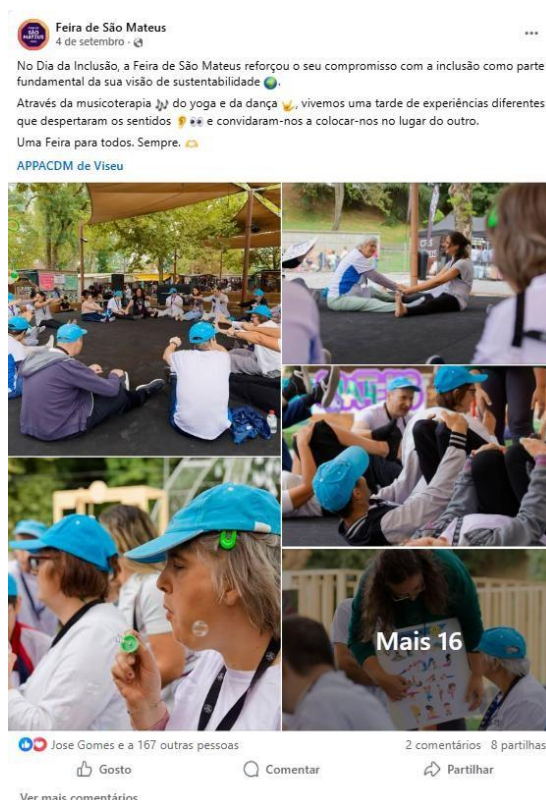 Feira de São Mateus
4 de setembro ·
No Dia da Inclusão, a Feira de São Mateus reforçou o seu compromisso com a inclusão como parte
fundamental da sua visão de sustentabilidade 🌍.
Através da musicoterapia 🎶 do yoga e da dança 🤟, vivemos uma tarde de experiências diferentes
que despertaram os sentidos 👂👀 e convidaram-nos a colocar-nos no lugar do outro.
Uma Feira para todos. Sempre. 🫶
APPACDM de Viseu
Mais 16
Jose Gomes e a 167 outras pessoas
2 comentários 8 partilhas
Gosto Comentar Partilhar
Ver mais comentários